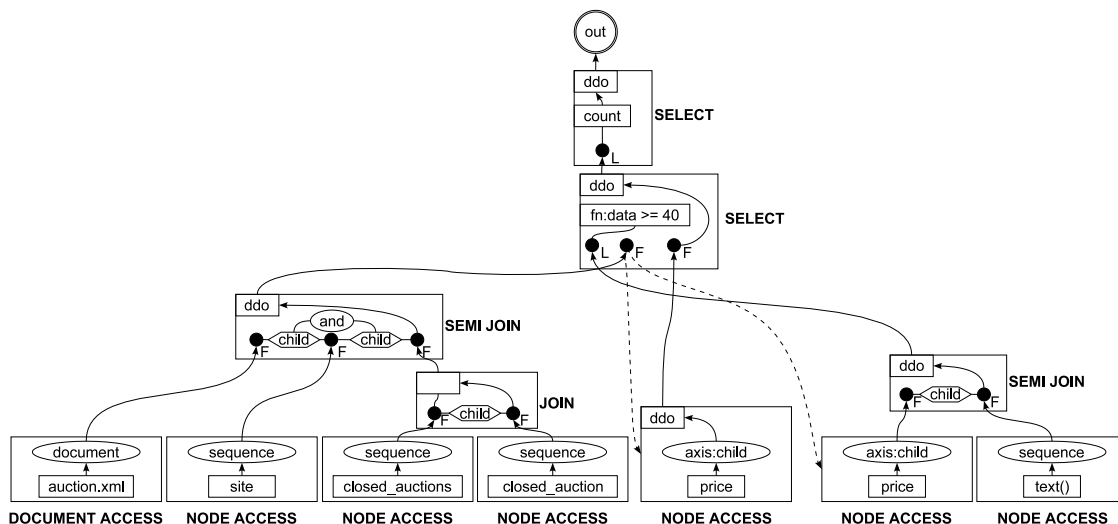 out
ddo
count
SELECT
L
ddo
fn:data >= 40
SELECT
L
F
F
ddo
and
child
child
SEMI JOIN
F
F
F
child
JOIN
F
F
ddo
ddo
child
SEMI JOIN
F
F
document
sequence
sequence
sequence
axis:child
axis:child
sequence
auction.xml
site
closed_auctions
closed_auction
price
price
text()
DOCUMENT ACCESS
NODE ACCESS
NODE ACCESS
NODE ACCESS
NODE ACCESS
NODE ACCESS
NODE ACCESS